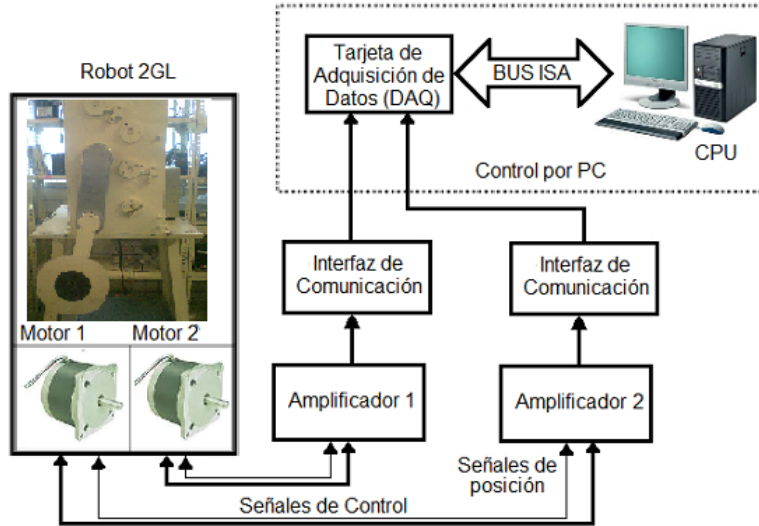 Robot 2GL
Motor 1
Motor 2
Tarjeta de
Adquisición de
Datos (DAQ)
BUS ISA
CPU
Control por PC
Interfaz de
Comunicación
Interfaz de
Comunicación
Amplificador 1
Amplificador 2
Señales de
posición
Señales de Control